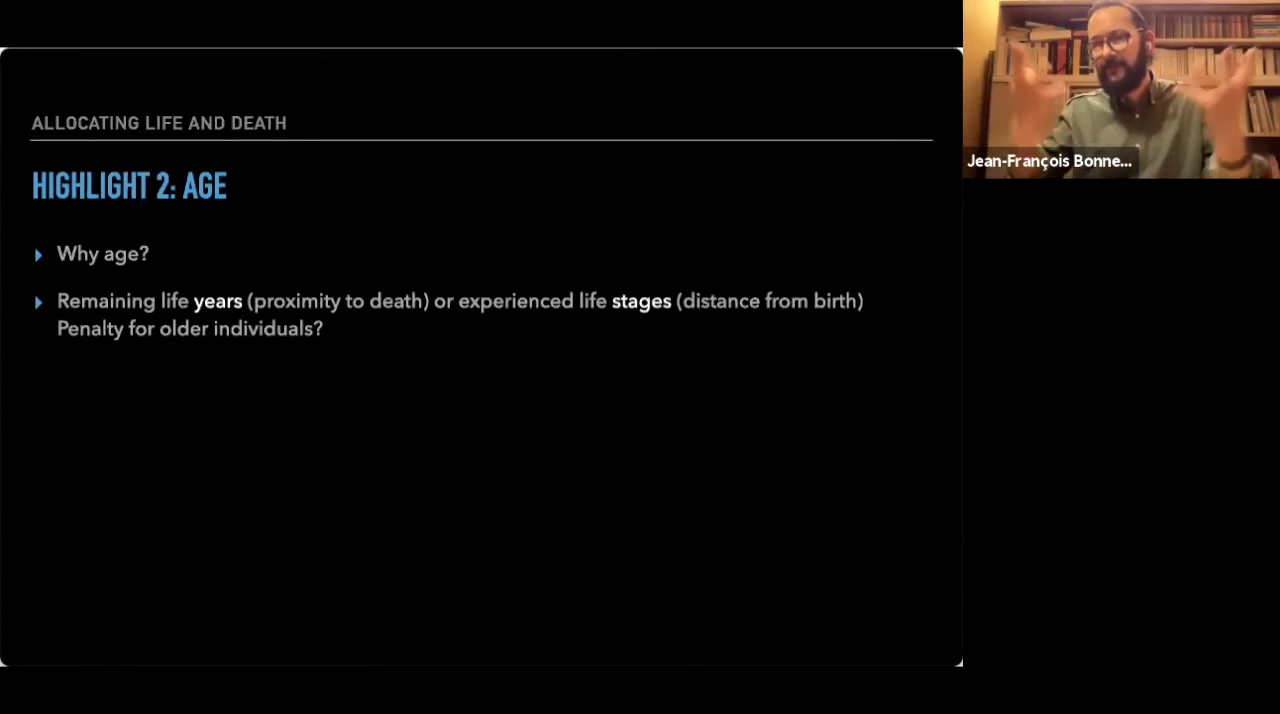 ALLOCATING LIFE AND DEATH
HIGHLIGHT 2: AGE
Why age?
Remaining life years (proximity to death) or experienced life stages (distance from birth)
Penalty for older individuals?
Jean-François Bonne...